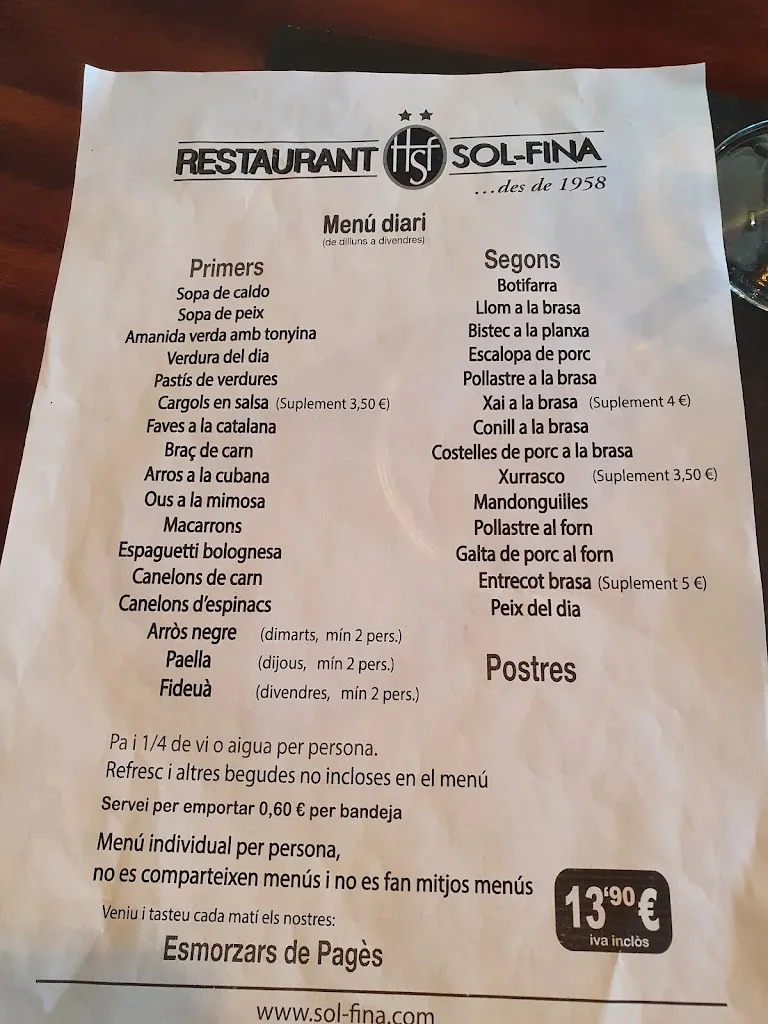 RESTAURANT Hsf SOL-FINA
...des de 1958
Menú diari
(de dilluns a divendres)
Primers
Sopa de caldo
Sopa de peix
Amanida verda amb tonyina
Verdura del dia
Pastís de verdures
Cargols en salsa (Suplement 3,50 €)
Faves a la catalana
Braç de carn
Arros a la cubana
Ous a la mimosa
Macarrons
Espaguetti bolognesa
Canelons de carn
Canelons d'espinacs
Arròs negre (dimarts, mín 2 pers.)
Paella (dijous, mín 2 pers.)
Fideuà (divendres, mín 2 pers.)
Segons
Botifarra
Llom a la brasa
Bistec a la planxa
Escalopa de porc
Pollastre a la brasa
Xai a la brasa (Suplement 4 €)
Conill a la brasa
Costelles de porc a la brasa
Xurrasco (Suplement 3,50 €)
Mandonguilles
Pollastre al forn
Galta de porc al forn
Entrecot brasa (Suplement 5 €)
Peix del dia
Postres
Pa i 1/4 de vi o aigua per persona.
Refresc i altres begudes no incloses en el menú
Servei per emportar 0,60 € per bandeja
Menú individual per persona,
no es comparteixen menús i no es fan mitjos menús
13'90 €
iva inclòs
Veniu i tasteu cada matí els nostres:
Esmorzars de Pagès
www.sol-fina.com